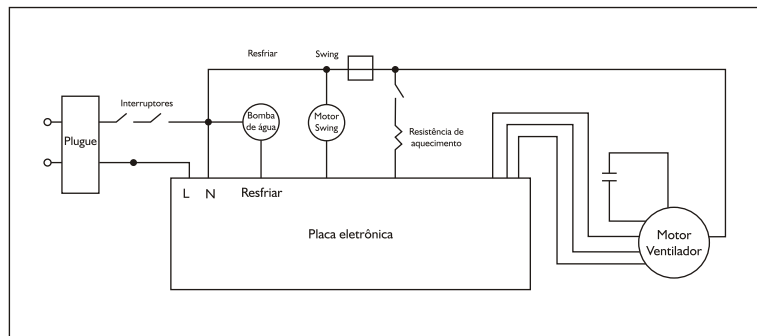 Resfriar
Swing
Interruptores
Plugue
Bomba
de água
Motor
Swing
Resistência de
aquecimento
L
N
Resfriar
Placa eletrônica
Motor
Ventilador